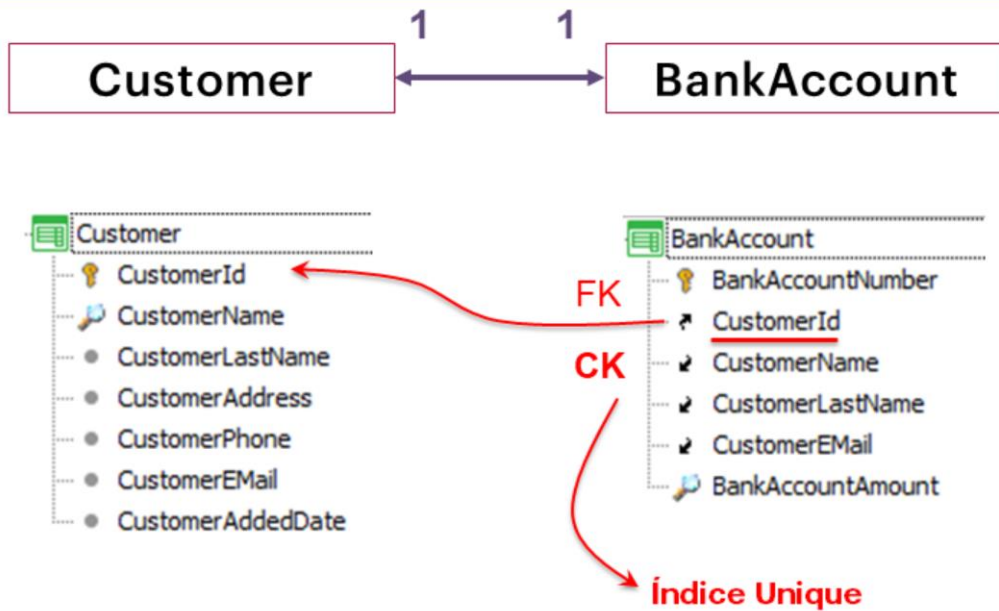 1 1
Customer BankAccount
Customer
CustomerId
CustomerName
CustomerLastName
CustomerAddress
CustomerPhone
CustomerEMail
CustomerAddedDate
FK
CK
BankAccount
BankAccountNumber
CustomerId
CustomerName
CustomerLastName
CustomerEMail
BankAccountAmount
Índice Unique